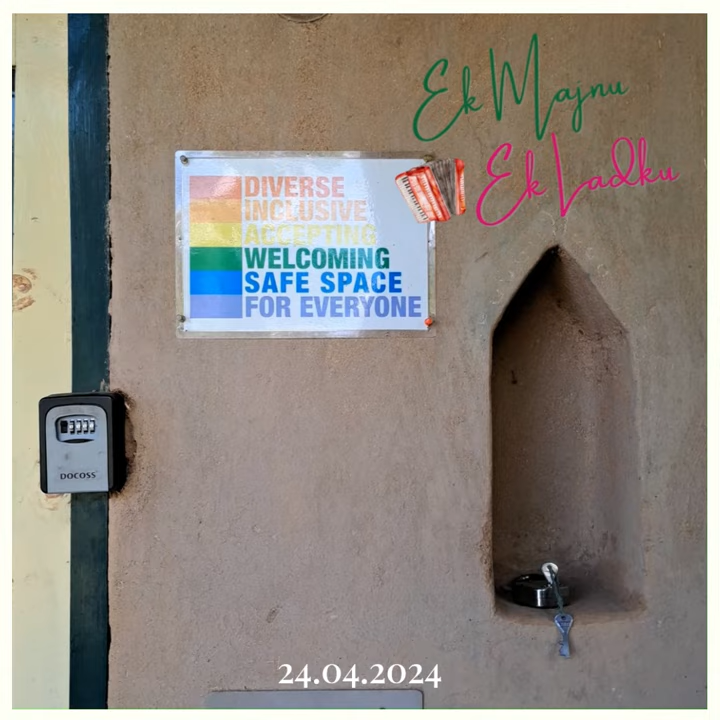 Ek Majnu
Ek Ladku
DIVERSE
INCLUSIVE
ACCEPTING
WELCOMING
SAFE SPACE
FOR EVERYONE
DOCOSS
24.04.2024